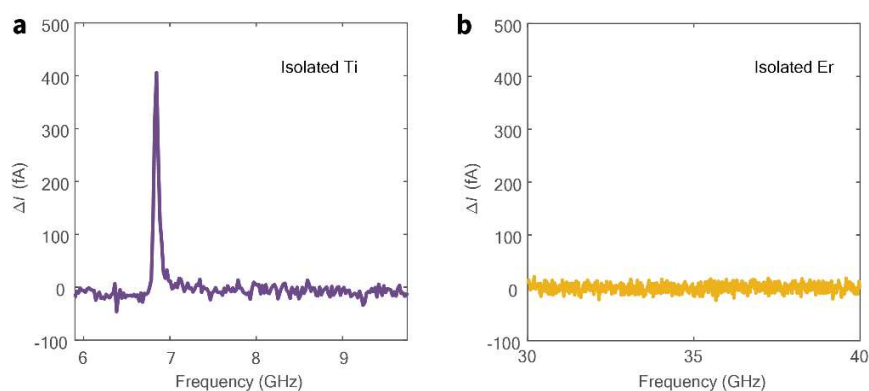 a
500
400
300
200
100
0
-100
ΔI (fA)
Isolated Ti
6
7
8
9
Frequency (GHz)
b
500
400
300
200
100
0
-100
ΔI (fA)
Isolated Er
30
35
40
Frequency (GHz)